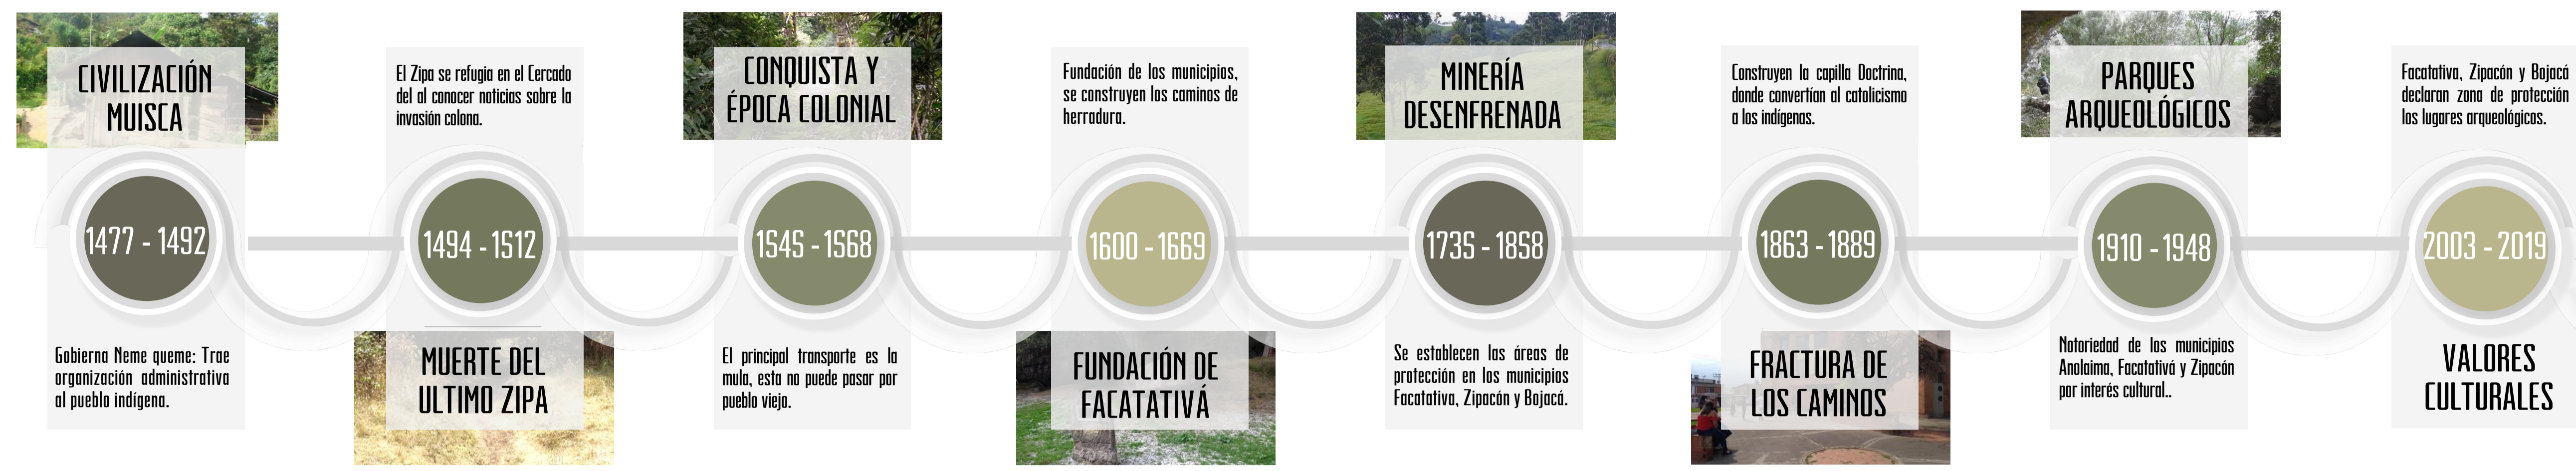 CIVILIZACIÓN
MUISCA
1477 - 1492
Gobierna Neme queme: Trae
organización administrativa
al pueblo indígena.
El Zipa se refugia en el Cercado
del al conocer noticias sobre la
invasión colona.
1494 - 1512
MUERTE DEL
ULTIMO ZIPA
CONQUISTA Y
ÉPOCA COLONIAL
1545 - 1568
El principal transporte es la
mula, esta no puede pasar por
pueblo viejo.
Fundación de los municipios,
se construyen los caminos de
herradura.
1600 - 1669
FUNDACIÓN DE
FACATATIVÁ
MINERÍA
DESENFRENADA
1735 - 1858
Se establecen las áreas de
protección en los municipios
Facatativa, Zipacón y Bojacá.
Construyen la capilla Doctrina,
donde convertían al catolicismo
a los indígenas.
1863 - 1889
FRACTURA DE
LOS CAMINOS
PARQUES
ARQUEOLÓGICOS
1910 - 1948
Notoriedad de los municipios
Anolaima, Facatativá y Zipacón
por interés cultural..
Facatativa, Zipacón y Bojacá
declaran zona de protección
los lugares arqueológicos.
2003 - 2019
VALORES
CULTURALES